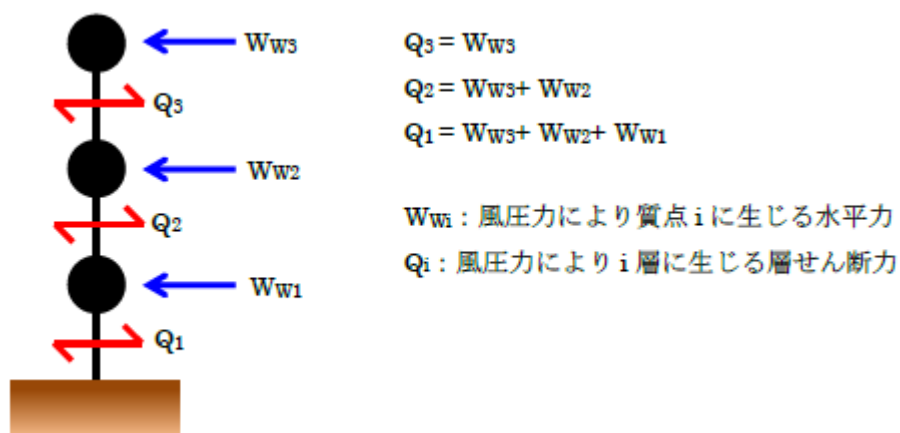 WW3
Q3
WW2
Q2
WW1
Q1
Q3 = WW3
Q2 = WW3+ WW2
Q1 = WW3+ WW2+ WW1
WWi：風圧力により質点 i に生じる水平力
Qi：風圧力により i 層に生じる層せん断力